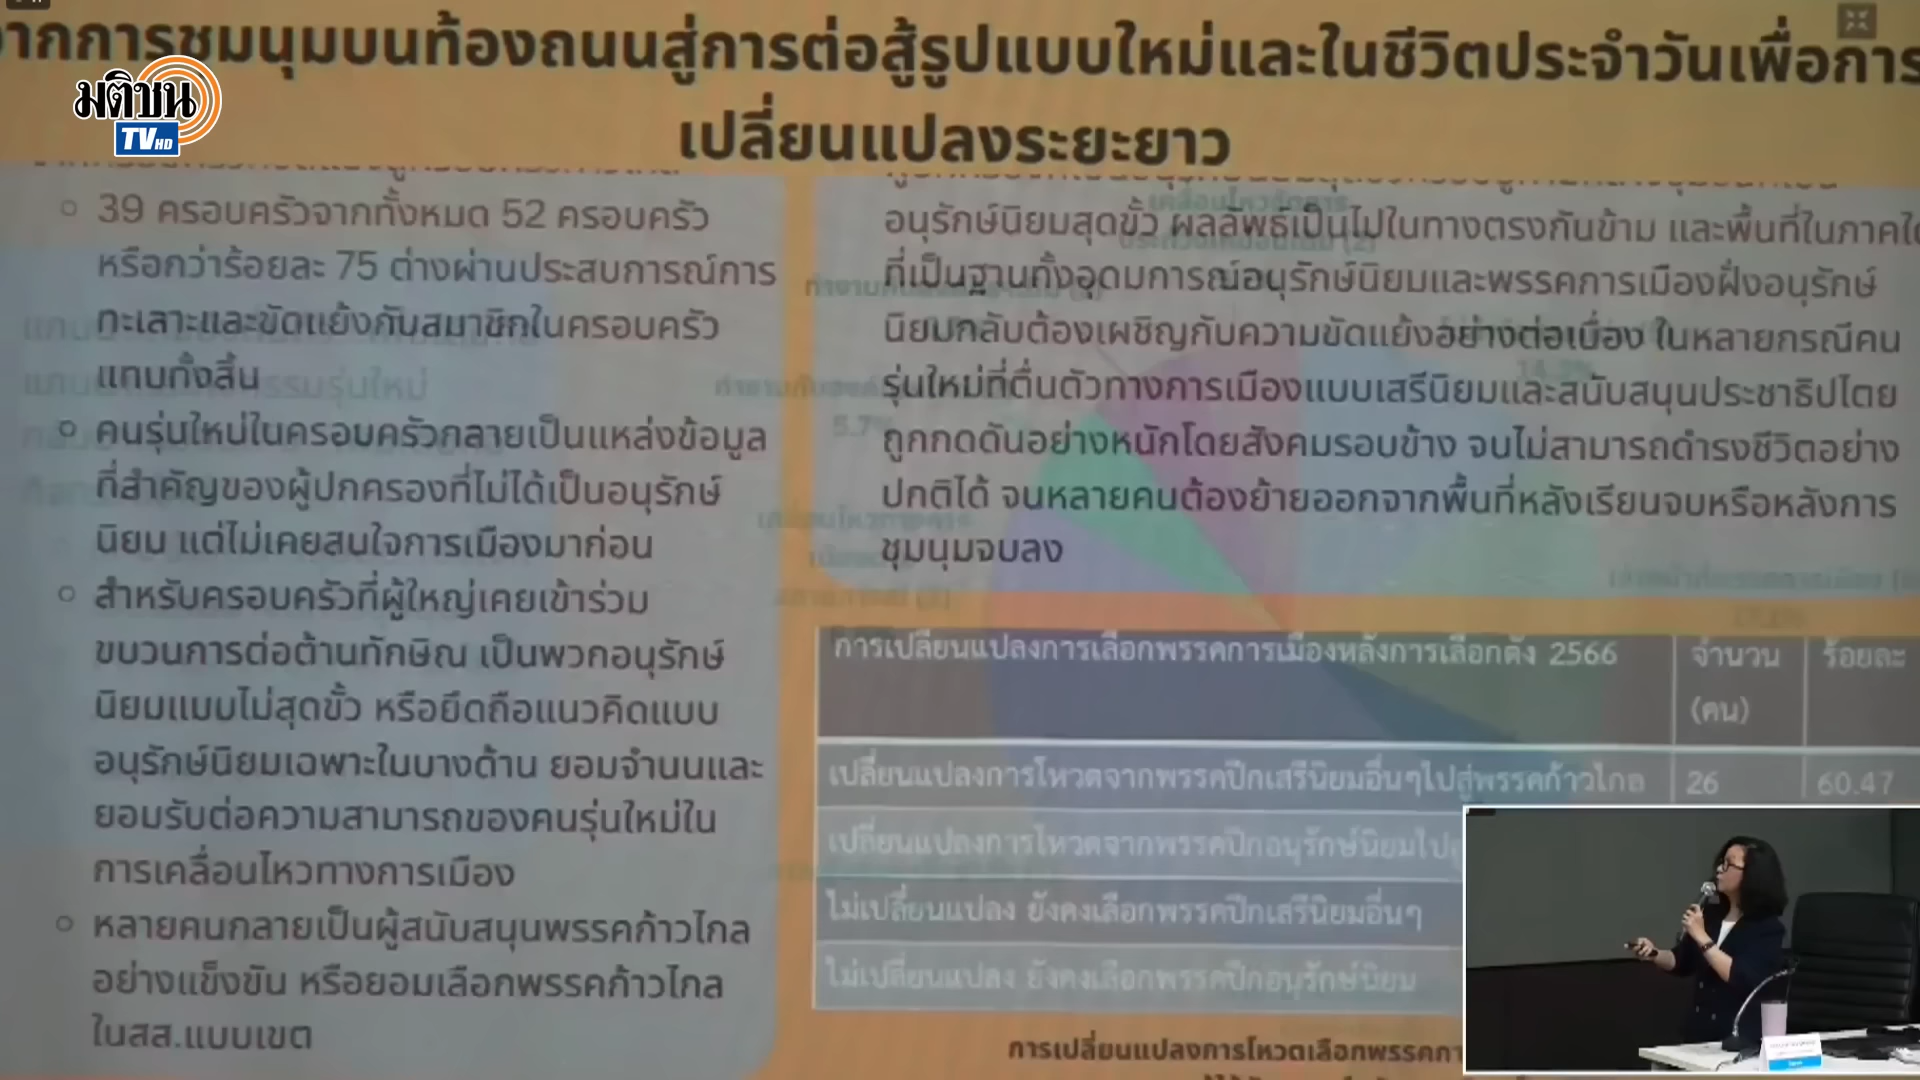 จากการชุมนุมบนท้องถนนสู่การต่อสู้รูปแบบใหม่และในชีวิตประจำวันเพื่อการ
เปลี่ยนแปลงระยะยาว
มติชน
TV HD
39 ครอบครัวจากทั้งหมด 52 ครอบครัว
หรือกว่าร้อยละ 75 ต่างผ่านประสบการณ์การ
ทะเลาะและขัดแย้งกับสมาชิกในครอบครัว
แทบทั้งสิ้น
คนรุ่นใหม่ในครอบครัวกลายเป็นแหล่งข้อมูล
ที่สำคัญของผู้ปกครองที่ไม่ได้เป็นอนุรักษ์
นิยม แต่ไม่เคยสนใจการเมืองมาก่อน
สำหรับครอบครัวที่ผู้ใหญ่เคยเข้าร่วม
ขบวนการต่อต้านทักษิณ เป็นพวกอนุรักษ์
นิยมแบบไม่สุดขั้ว หรือยึดถือแนวคิดแบบ
อนุรักษ์นิยมเฉพาะในบางด้าน ยอมจำนนและ
ยอมรับต่อความสามารถของคนรุ่นใหม่ใน
การเคลื่อนไหวทางการเมือง
หลายคนกลายเป็นผู้สนับสนุนพรรคก้าวไกล
อย่างแข็งขัน หรือยอมเลือกพรรคก้าวไกล
ในสส.แบบเขต
อนุรักษ์นิยมสุดขั้ว ผลลัพธ์เป็นไปในทางตรงกันข้าม และพื้นที่ในภาคใต้
ที่เป็นฐานทั้งอุดมการณ์อนุรักษ์นิยมและพรรคการเมืองฝั่งอนุรักษ์
นิยมกลับต้องเผชิญกับความขัดแย้งอย่างต่อเนื่อง ในหลายกรณีคน
รุ่นใหม่ที่ตื่นตัวทางการเมืองแบบเสรีนิยมและสนับสนุนประชาธิปไตย
ถูกกดดันอย่างหนักโดยสังคมรอบข้าง จนไม่สามารถดำรงชีวิตอย่าง
ปกติได้ จนหลายคนต้องย้ายออกจากพื้นที่หลังเรียนจบหรือหลังการ
ชุมนุมจบลง
การเปลี่ยนแปลงการเลือกพรรคการเมืองหลังการเลือกตั้ง 2566 จำนวน ร้อยละ
(คน)
เปลี่ยนแปลงการโหวตจากพรรคปีกเสรีนิยมอื่นๆไปสู่พรรคก้าวไกล 26 60.47
เปลี่ยนแปลงการโหวตจากพรรคปีกอนุรักษ์นิยมไป
ไม่เปลี่ยนแปลง ยังคงเลือกพรรคปีกเสรีนิยมอื่นๆ
ไม่เปลี่ยนแปลง ยังคงเลือกพรรคปีกอนุรักษ์นิยม
การเปลี่ยนแปลงการโหวตเลือกพรรค